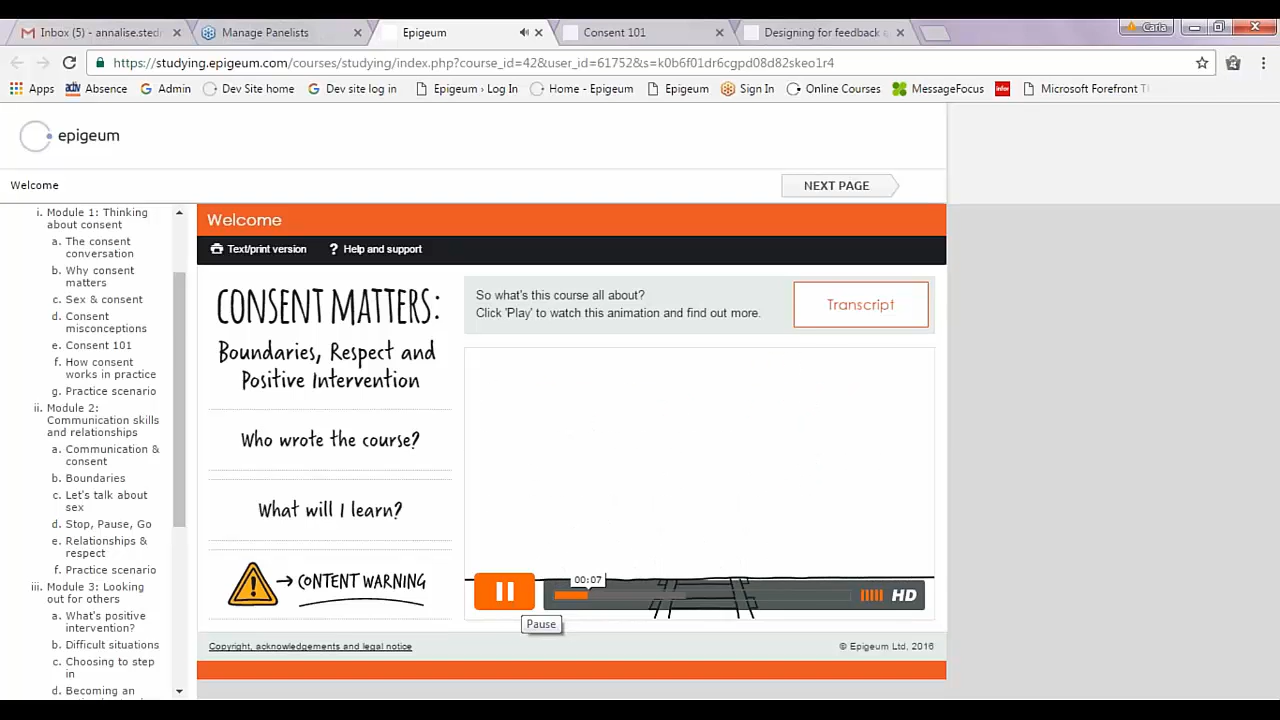 Inbox (5) - annalise.stedr
Manage Panelists
Epigeum
Consent 101
Designing for feedback
Carla
https://studying.epigeum.com/courses/studying/index.php?course_id=42&user_id=61752&s=k0b6f01dr6cgpd08d82skeo1r4
Apps
Absence
Admin
Dev Site home
Dev site log in
Epigeum › Log In
Home - Epigeum
Epigeum
Sign In
Online Courses
MessageFocus
infor
Microsoft Forefront
epigeum
Welcome
NEXT PAGE
i. Module 1: Thinking
about consent
a. The consent
conversation
b. Why consent
matters
c. Sex & consent
d. Consent
misconceptions
e. Consent 101
f. How consent
works in practice
g. Practice scenario
ii. Module 2:
Communication skills
and relationships
a. Communication &
consent
b. Boundaries
c. Let's talk about
sex
d. Stop, Pause, Go
e. Relationships &
respect
f. Practice scenario
iii. Module 3: Looking
out for others
a. What's positive
intervention?
b. Difficult situations
c. Choosing to step
in
d. Becoming an
Welcome
Text/print version
? Help and support
CONSENT MATTERS:
Boundaries, Respect and
Positive Intervention
Who wrote the course?
What will I learn?
→ CONTENT WARNING
So what's this course all about?
Click 'Play' to watch this animation and find out more.
Transcript
00:07
HD
Pause
Copyright, acknowledgements and legal notice
© Epigeum Ltd, 2016